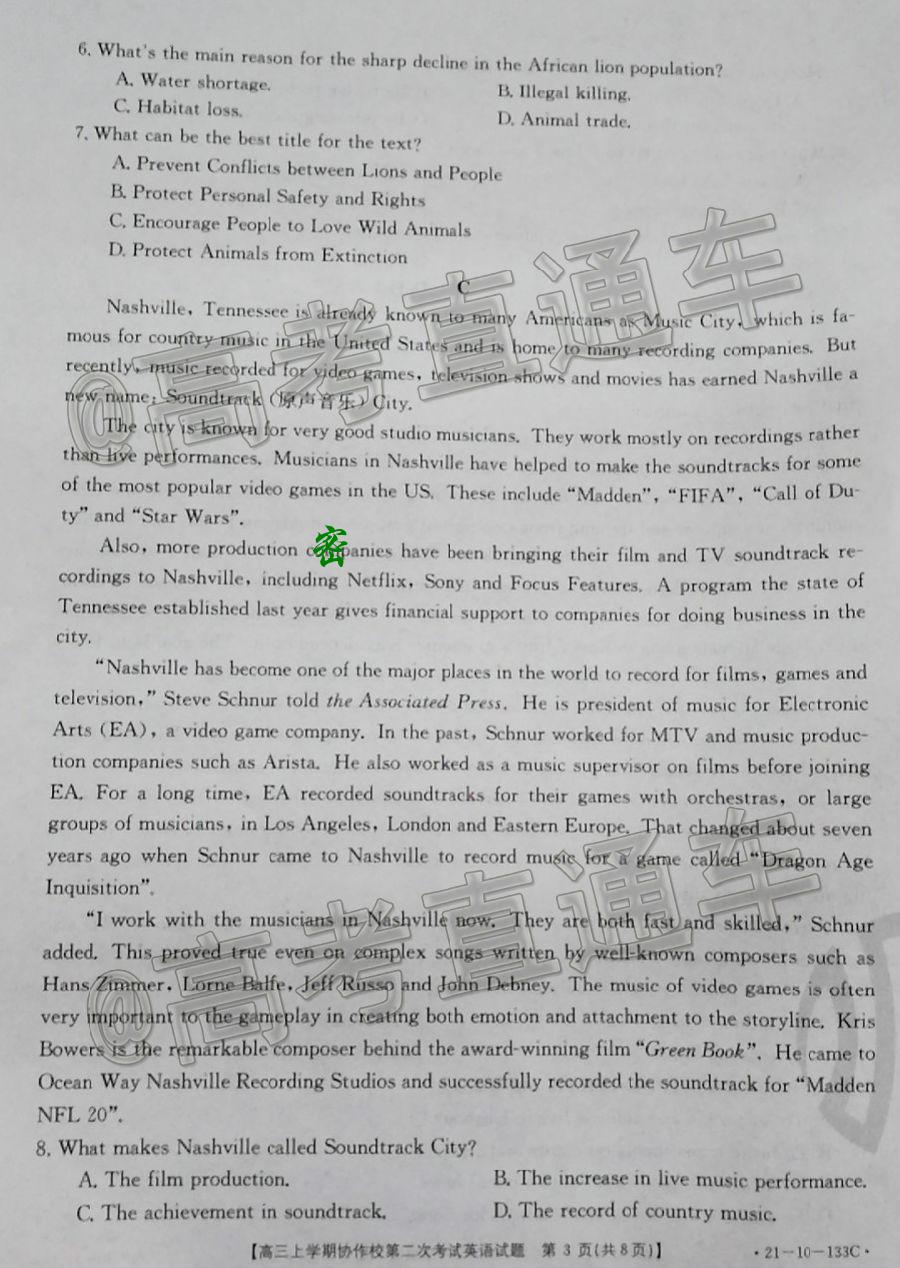 6. What's the main reason for the sharp decline in the African lion population?
A. Water shortage.
B. Illegal killing.
C. Habitat loss.
D. Animal trade.
7. What can be the best title for the text?
A. Prevent Conflicts between Lions and People
B. Protect Personal Safety and Rights
C. Encourage People to Love Wild Animals
D. Protect Animals from Extinction
C
Nashville, Tennessee is already known to many Americans as Music City, which is fa-
mous for country music in the United States and is home to many recording companies. But
recently, music recorded for video games, television shows and movies has earned Nashville a
new name: Soundtrack (原声音乐) City.
The city is known for very good studio musicians. They work mostly on recordings rather
than live performances. Musicians in Nashville have helped to make the soundtracks for some
of the most popular video games in the US. These include “Madden”, “FIFA”, “Call of Du-
ty” and “Star Wars”.
Also, more production companies have been bringing their film and TV soundtrack re-
cordings to Nashville, including Netflix, Sony and Focus Features. A program the state of
Tennessee established last year gives financial support to companies for doing business in the
city.
“Nashville has become one of the major places in the world to record for films, games and
television,” Steve Schnur told the Associated Press. He is president of music for Electronic
Arts (EA), a video game company. In the past, Schnur worked for MTV and music produc-
tion companies such as Arista. He also worked as a music supervisor on films before joining
EA. For a long time, EA recorded soundtracks for their games with orchestras, or large
groups of musicians, in Los Angeles, London and Eastern Europe. That changed about seven
years ago when Schnur came to Nashville to record music for a game called “Dragon Age
Inquisition”.
“I work with the musicians in Nashville now. They are both fast and skilled,” Schnur
added. This proved true even on complex songs written by well-known composers such as
Hans Zimmer, Lorne Balfe, Jeff Russo and John Debney. The music of video games is often
very important to the gameplay in creating both emotion and attachment to the storyline. Kris
Bowers is the remarkable composer behind the award-winning film “Green Book”. He came to
Ocean Way Nashville Recording Studios and successfully recorded the soundtrack for “Madden
NFL 20”.
8. What makes Nashville called Soundtrack City?
A. The film production.
B. The increase in live music performance.
C. The achievement in soundtrack.
D. The record of country music.
【高三上学期协作校第二次考试英语试题 第 3 页(共 8 页)】
·21-10-133C·
@高考直通车
密
@高考直通车